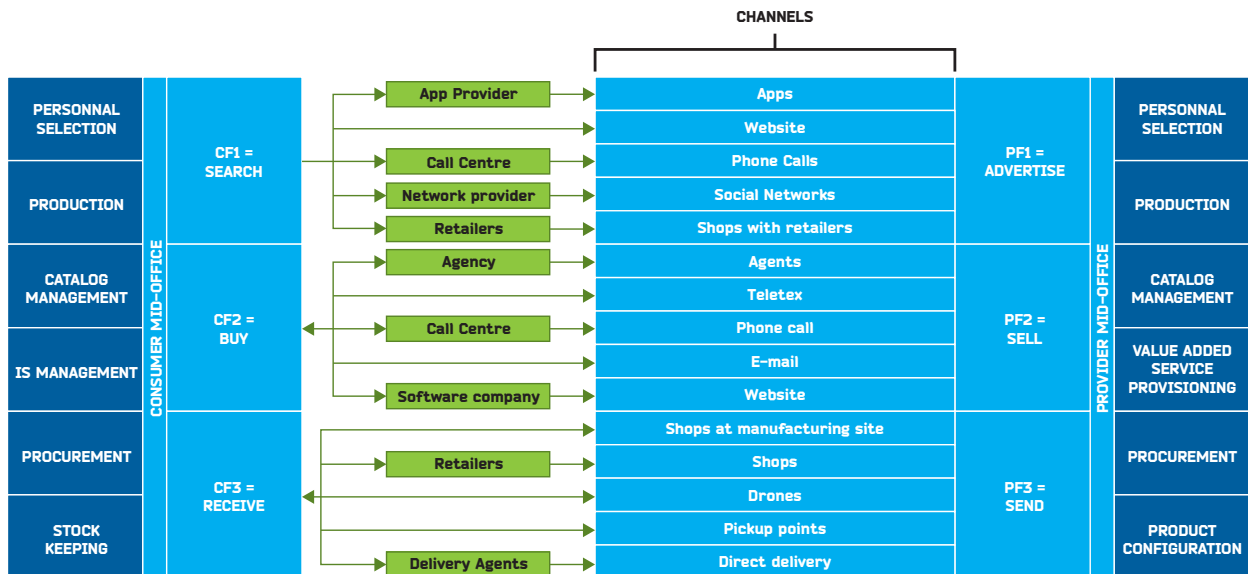 CHANNELS
PERSONNAL
SELECTION
PRODUCTION
CATALOG
MANAGEMENT
IS MANAGEMENT
PROCUREMENT
STOCK
KEEPING
CONSUMER MID-OFFICE
CF1 =
SEARCH
CF2 =
BUY
CF3 =
RECEIVE
App Provider
Call Centre
Network provider
Retailers
Agency
Call Centre
Software company
Retailers
Delivery Agents
Apps
Website
Phone Calls
Social Networks
Shops with retailers
Agents
Teletex
Phone call
E-mail
Website
Shops at manufacturing site
Shops
Drones
Pickup points
Direct delivery
PF1 =
ADVERTISE
PF2 =
SELL
PF3 =
SEND
PROVIDER MID-OFFICE
PERSONNAL
SELECTION
PRODUCTION
CATALOG
MANAGEMENT
VALUE ADDED
SERVICE
PROVISIONING
PROCUREMENT
PRODUCT
CONFIGURATION